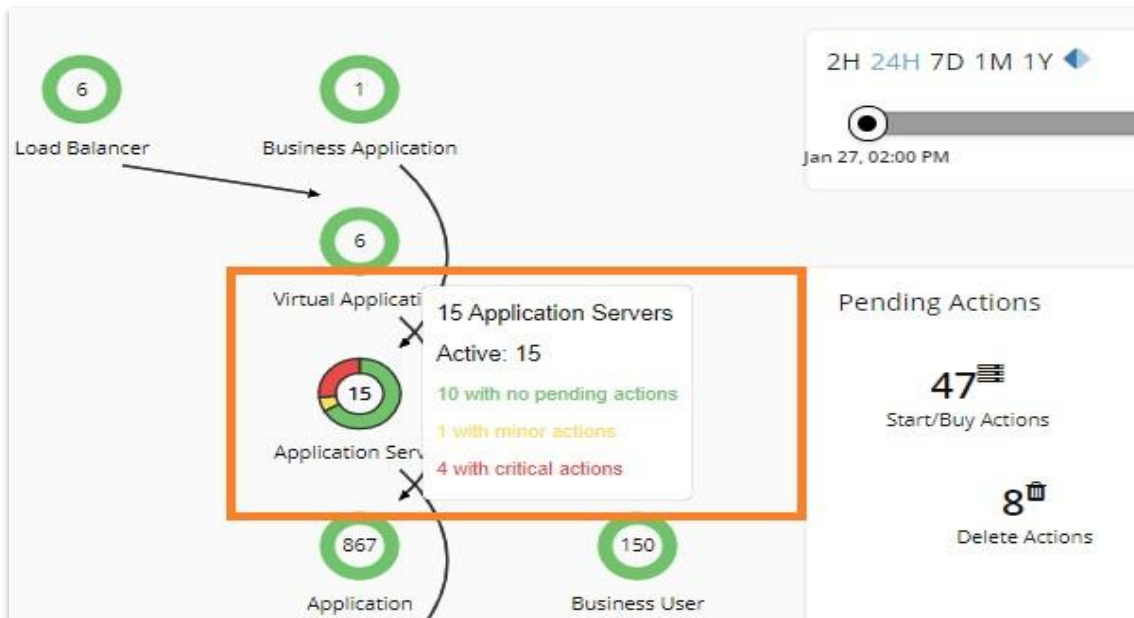 6
1
Load Balancer
Business Application
6
Virtual Applicati
15 Application Servers
Active: 15
10 with no pending actions
1 with minor actions
4 with critical actions
15
Application Serv
867
150
Application
Business User
2H 24H 7D 1M 1Y
Jan 27, 02:00 PM
Pending Actions
47
Start/Buy Actions
8
Delete Actions